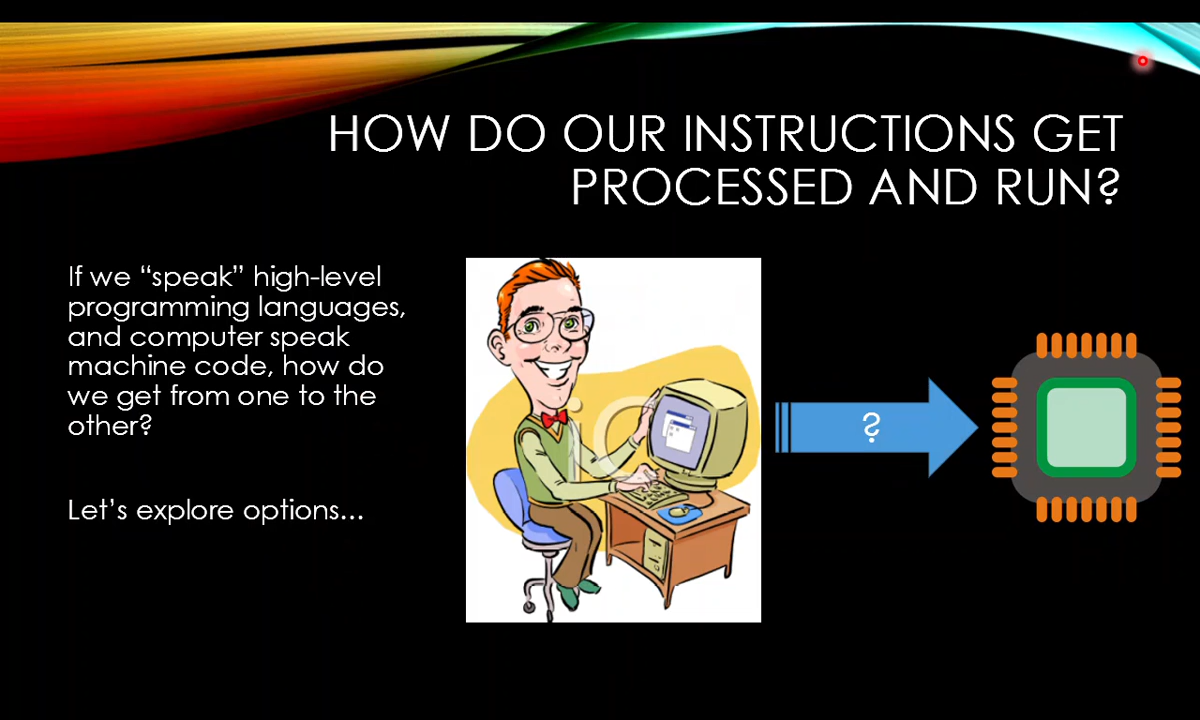 HOW DO OUR INSTRUCTIONS GET
PROCESSED AND RUN?
If we “speak” high-level
programming languages,
and computer speak
machine code, how do
we get from one to the
other?
Let’s explore options...
?